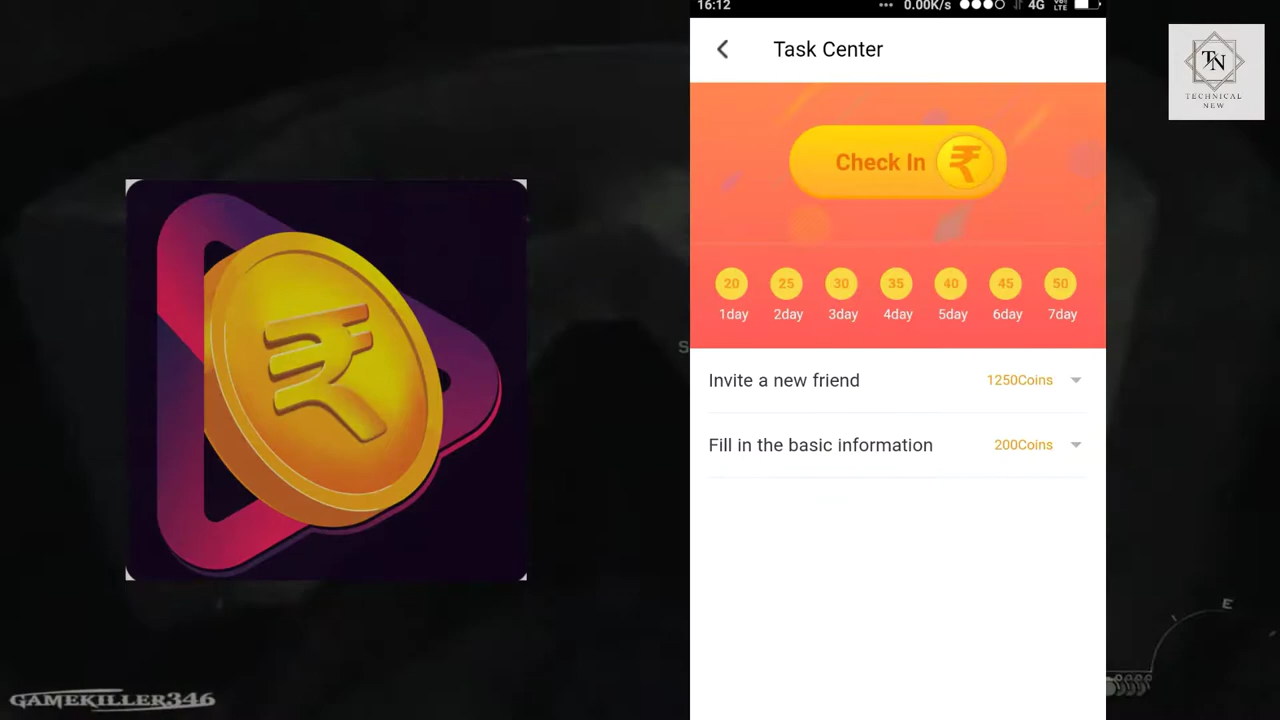 16:12 ••• 0.00K/s 4G VoLTE
Task Center
TN
TECHNICAL
NEW
Check In ₹
₹
20 25 30 35 40 45 50
1day 2day 3day 4day 5day 6day 7day
S
Invite a new friend 1250Coins
Fill in the basic information 200Coins
E
GAMEKILLER346